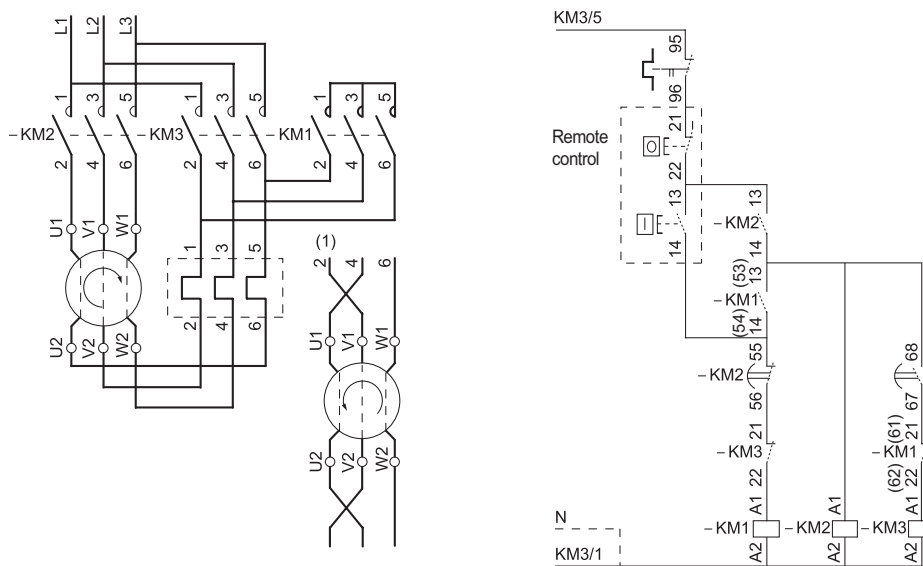 L1 L2 L3
1 3 5 1 3 5 1 3 5
– KM2 – KM3 – KM1
2 4 6 2 4 6 2 4 6
U1 V1 W1
1 3 5
2 4 6
U2 V2 W2
(1)
2 4 6
U1 V1 W1
U2 V2 W2
KM3/5
95
96
Remote
control
21
O
22
13
I
14
13
– KM2
14
13 (53)
– KM1
14 (54)
55
– KM2
56
21
– KM3
22
68
67
21 (61)
– KM1
22 (62)
A1 A1 A1
– KM1 – KM2 – KM3
A2 A2 A2
N
KM3/1